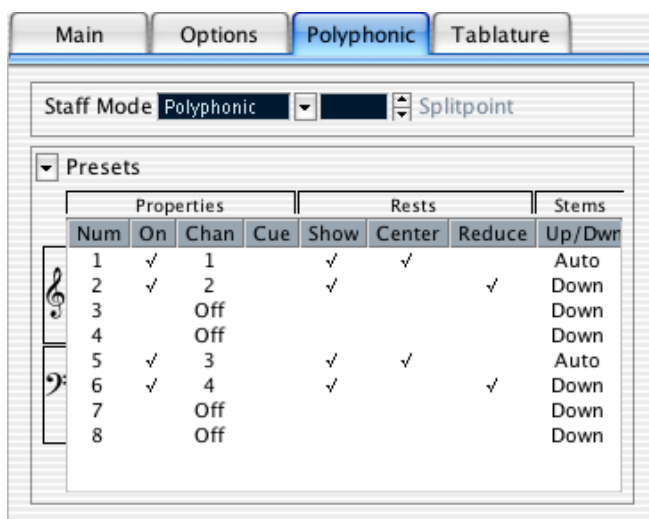 Main Options Polyphonic Tablature
Staff Mode Polyphonic Splitpoint
Presets
Properties Rests Stems
Num On Chan Cue Show Center Reduce Up/Dwn
1 √ 1 √ √ Auto
2 √ 2 √ √ Down
3 Off Down
4 Off Down
5 √ 3 √ √ Auto
6 √ 4 √ √ Down
7 Off Down
8 Off Down